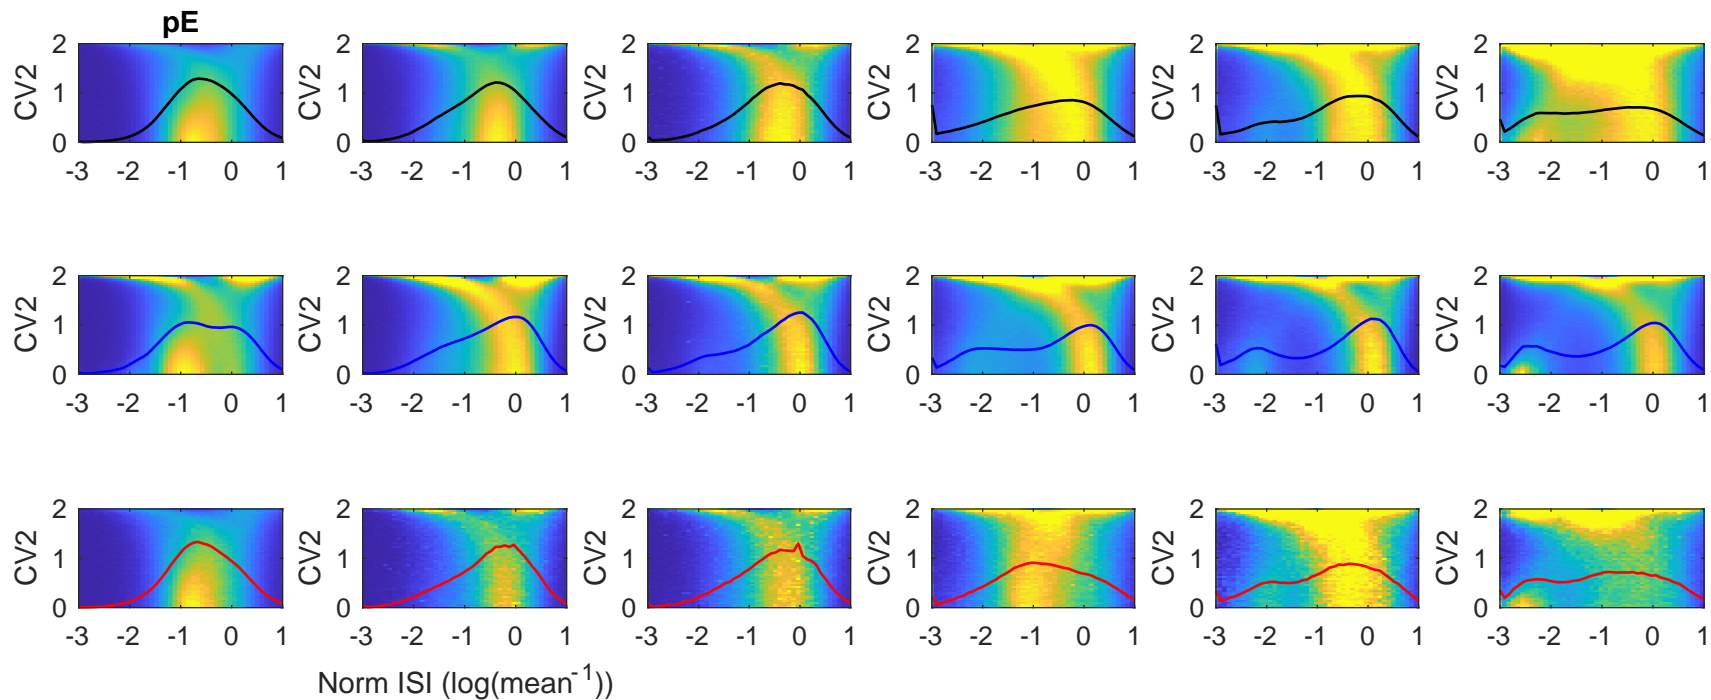 pE
2 2 2 2 2 2
CV2 CV2 CV2 CV2 CV2 CV2
1 1 1 1 1 1
0 0 0 0 0 0
-3 -2 -1 0 1 -3 -2 -1 0 1 -3 -2 -1 0 1 -3 -2 -1 0 1 -3 -2 -1 0 1 -3 -2 -1 0 1
2 2 2 2 2 2
CV2 CV2 CV2 CV2 CV2 CV2
1 1 1 1 1 1
0 0 0 0 0 0
-3 -2 -1 0 1 -3 -2 -1 0 1 -3 -2 -1 0 1 -3 -2 -1 0 1 -3 -2 -1 0 1 -3 -2 -1 0 1
2 2 2 2 2 2
CV2 CV2 CV2 CV2 CV2 CV2
1 1 1 1 1 1
0 0 0 0 0 0
-3 -2 -1 0 1 -3 -2 -1 0 1 -3 -2 -1 0 1 -3 -2 -1 0 1 -3 -2 -1 0 1 -3 -2 -1 0 1
Norm ISI (log(mean⁻¹))